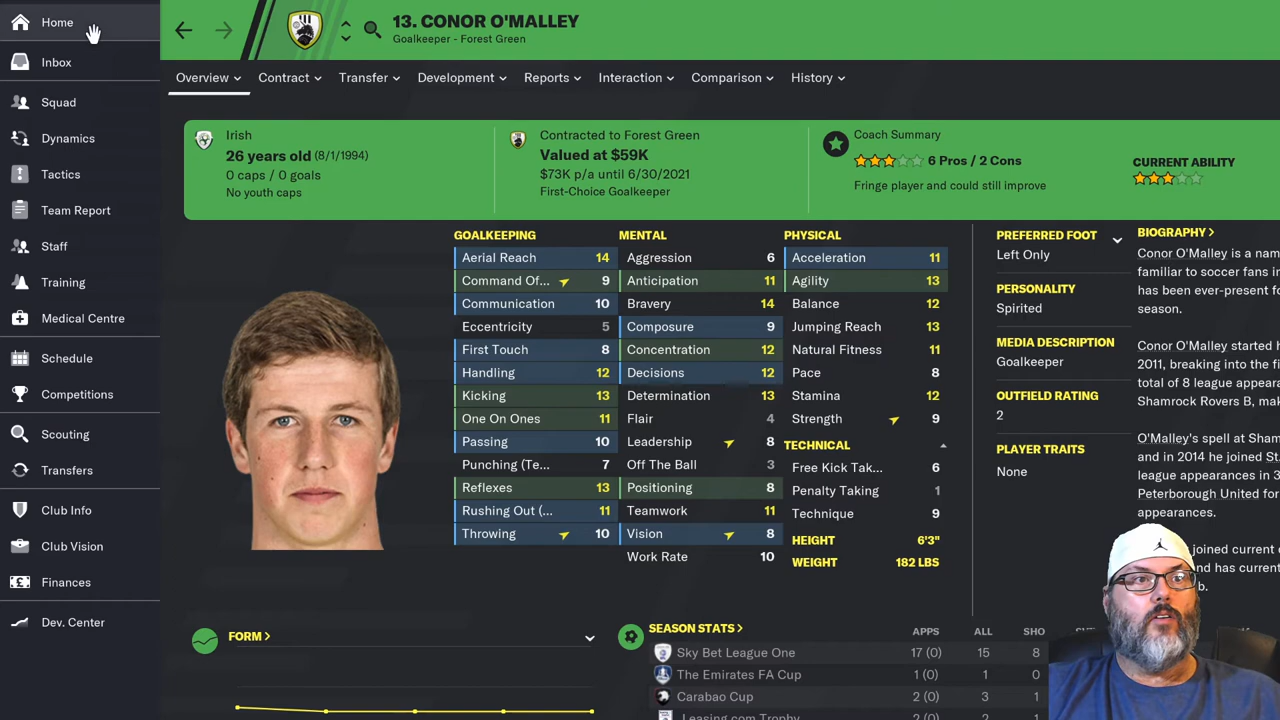 Home
Inbox
Squad
Dynamics
Tactics
Team Report
Staff
Training
Medical Centre
Schedule
Competitions
Scouting
Transfers
Club Info
Club Vision
Finances
Dev. Center
13. CONOR O'MALLEY
Goalkeeper - Forest Green
Overview Contract Transfer Development Reports Interaction Comparison History
Irish
26 years old (8/1/1994)
0 caps / 0 goals
No youth caps
Contracted to Forest Green
Valued at $59K
$73K p/a until 6/30/2021
First-Choice Goalkeeper
Coach Summary
6 Pros / 2 Cons
Fringe player and could still improve
CURRENT ABILITY
GOALKEEPING
Aerial Reach 14
Command Of... 9
Communication 10
Eccentricity 5
First Touch 8
Handling 12
Kicking 13
One On Ones 11
Passing 10
Punching (Te... 7
Reflexes 13
Rushing Out (... 11
Throwing 10
MENTAL
Aggression 6
Anticipation 11
Bravery 14
Composure 9
Concentration 12
Decisions 12
Determination 13
Flair 4
Leadership 8
Off The Ball 3
Positioning 8
Teamwork 11
Vision 8
Work Rate 10
PHYSICAL
Acceleration 11
Agility 13
Balance 12
Jumping Reach 13
Natural Fitness 11
Pace 8
Stamina 12
Strength 9
TECHNICAL
Free Kick Tak... 6
Penalty Taking 1
Technique 9
HEIGHT 6'3"
WEIGHT 182 LBS
PREFERRED FOOT
Left Only
PERSONALITY
Spirited
MEDIA DESCRIPTION
Goalkeeper
OUTFIELD RATING
2
PLAYER TRAITS
None
BIOGRAPHY >
Conor O'Malley is a nam
familiar to soccer fans in
has been ever-present fo
season.
Conor O'Malley started h
2011, breaking into the fi
total of 8 league appeara
Shamrock Rovers B, mak
O'Malley's spell at Sham
and in 2014 he joined St.
league appearances in 3
Peterborough United for
appearances.
joined current c
nd has current
b.
FORM >
SEASON STATS >
APPS ALL SHO
Sky Bet League One 17 (0) 15 8
The Emirates FA Cup 1 (0) 1 0
Carabao Cup 2 (0) 3 1
Leasing.com Trophy 2 (0) 2 1